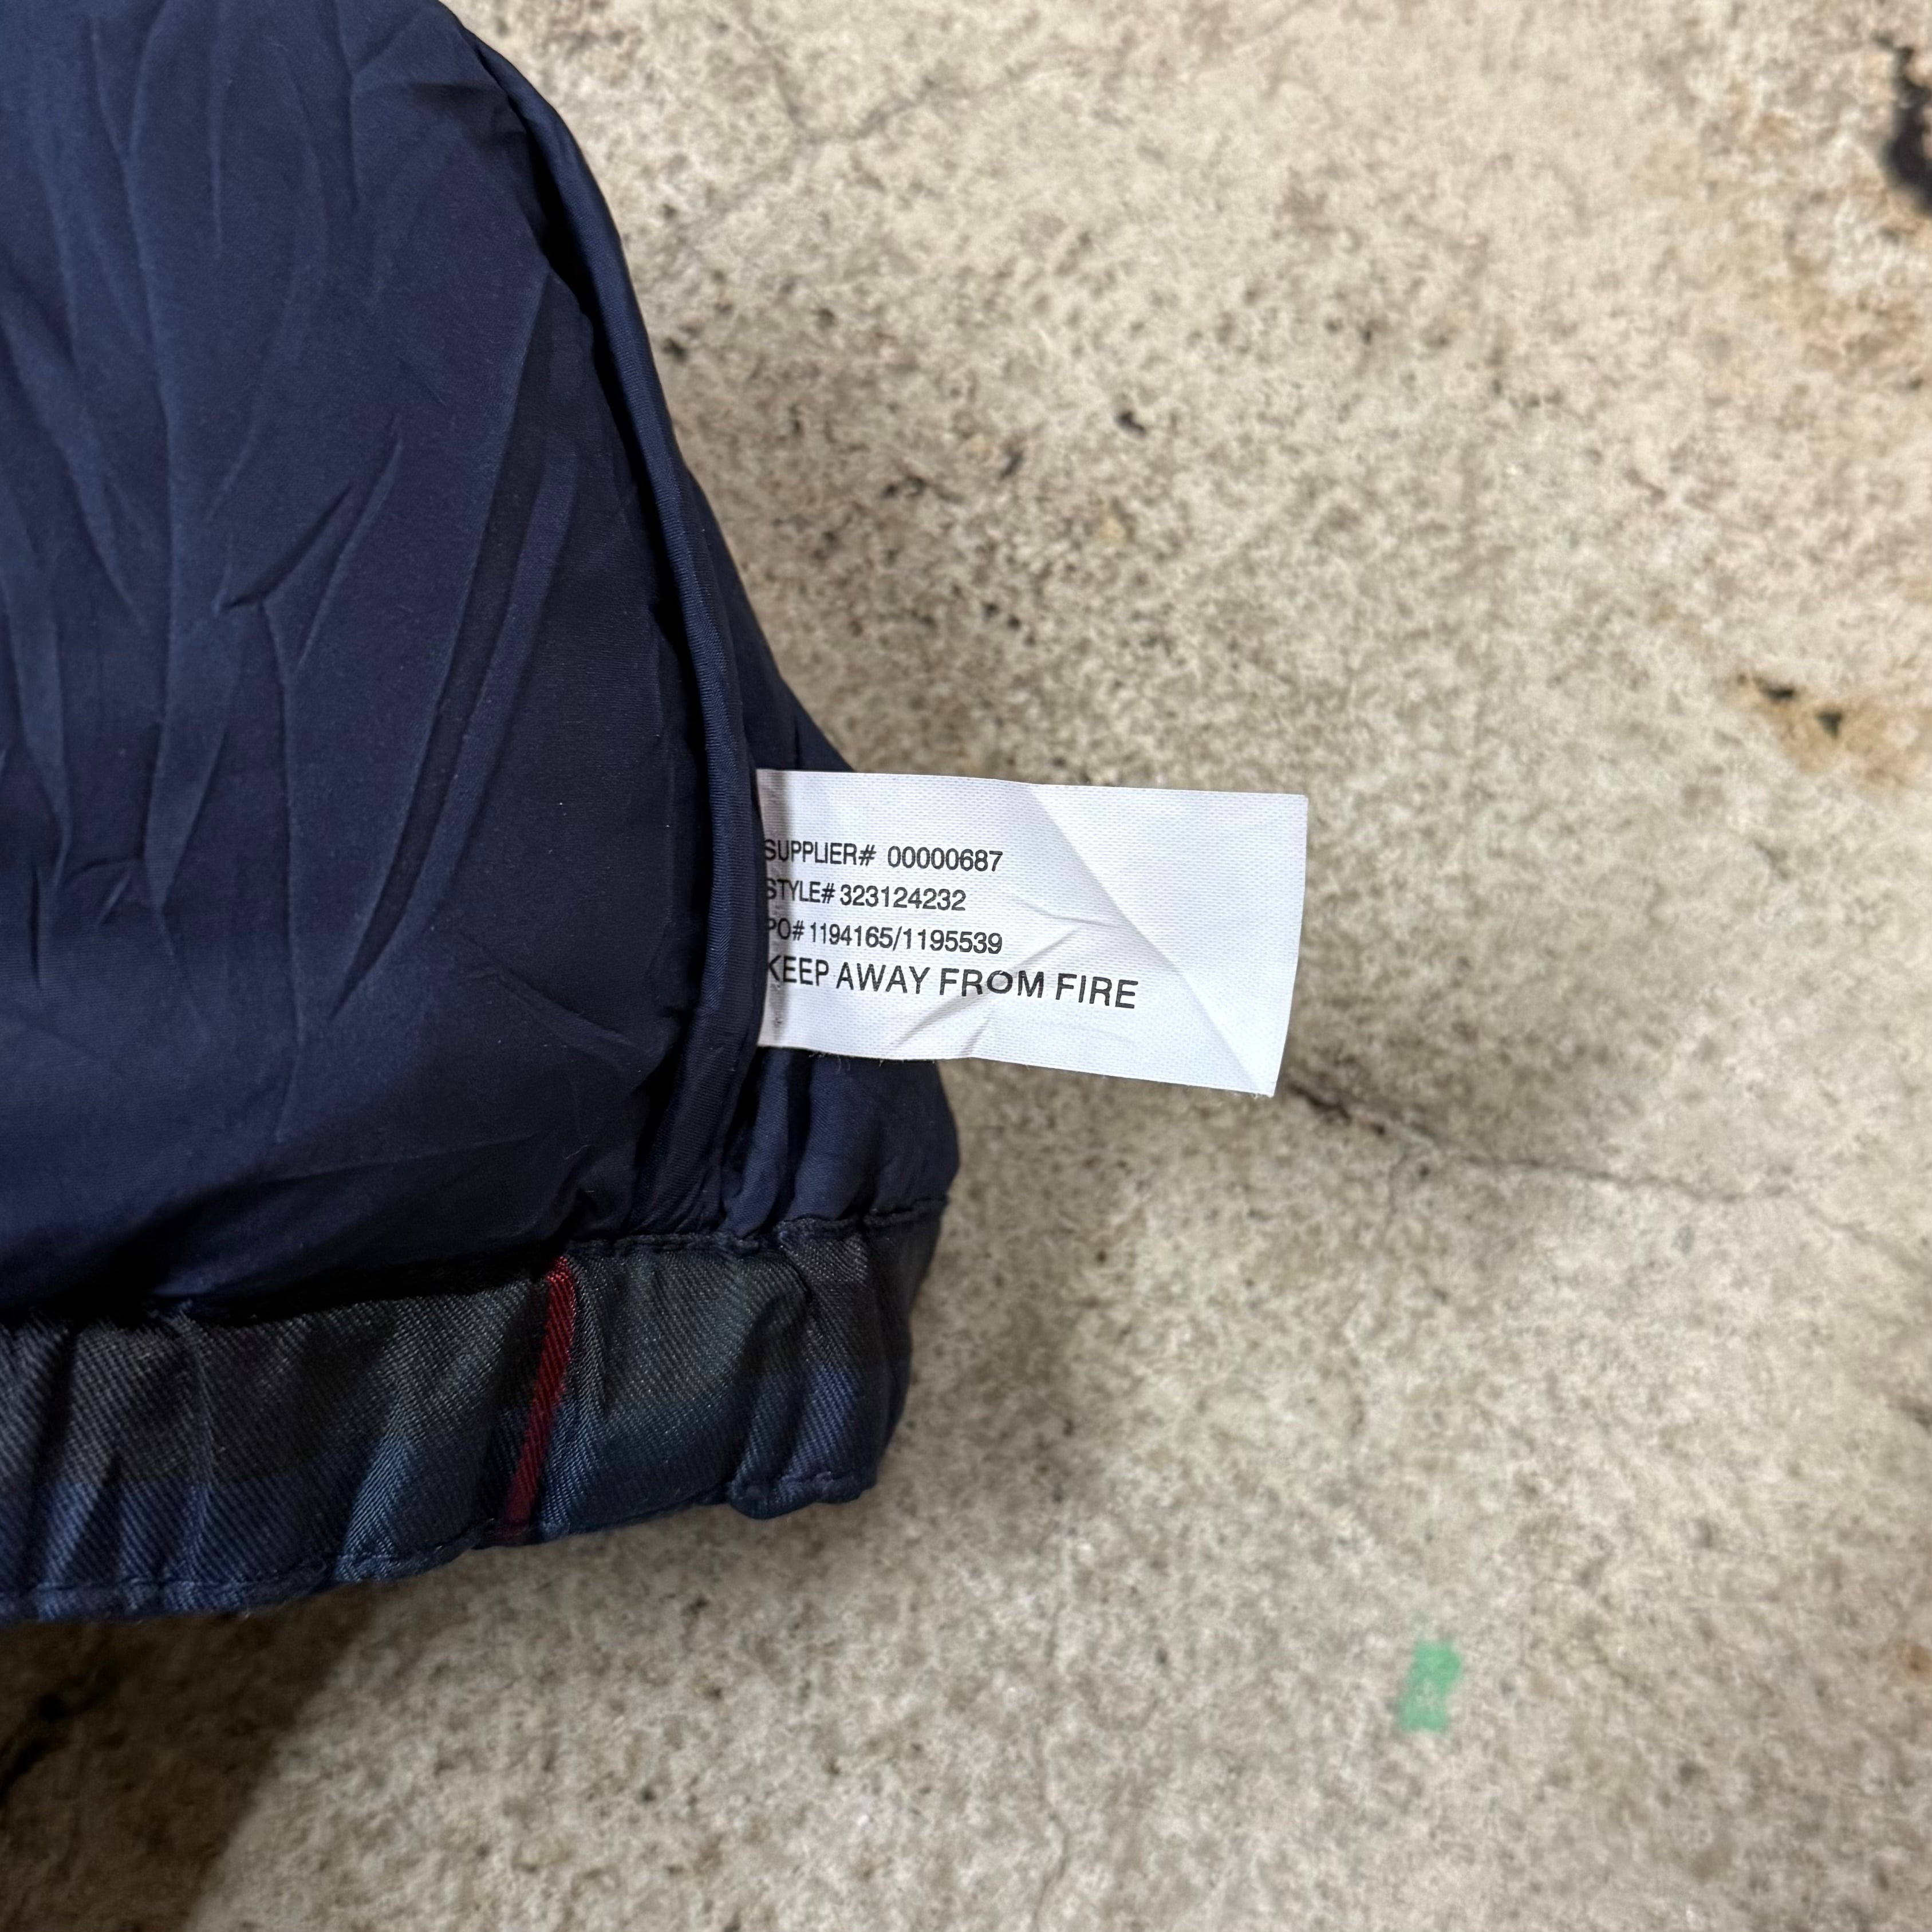 SUPPLIER# 00000687
STYLE# 323124232
PO# 1194165/1195539
KEEP AWAY FROM FIRE